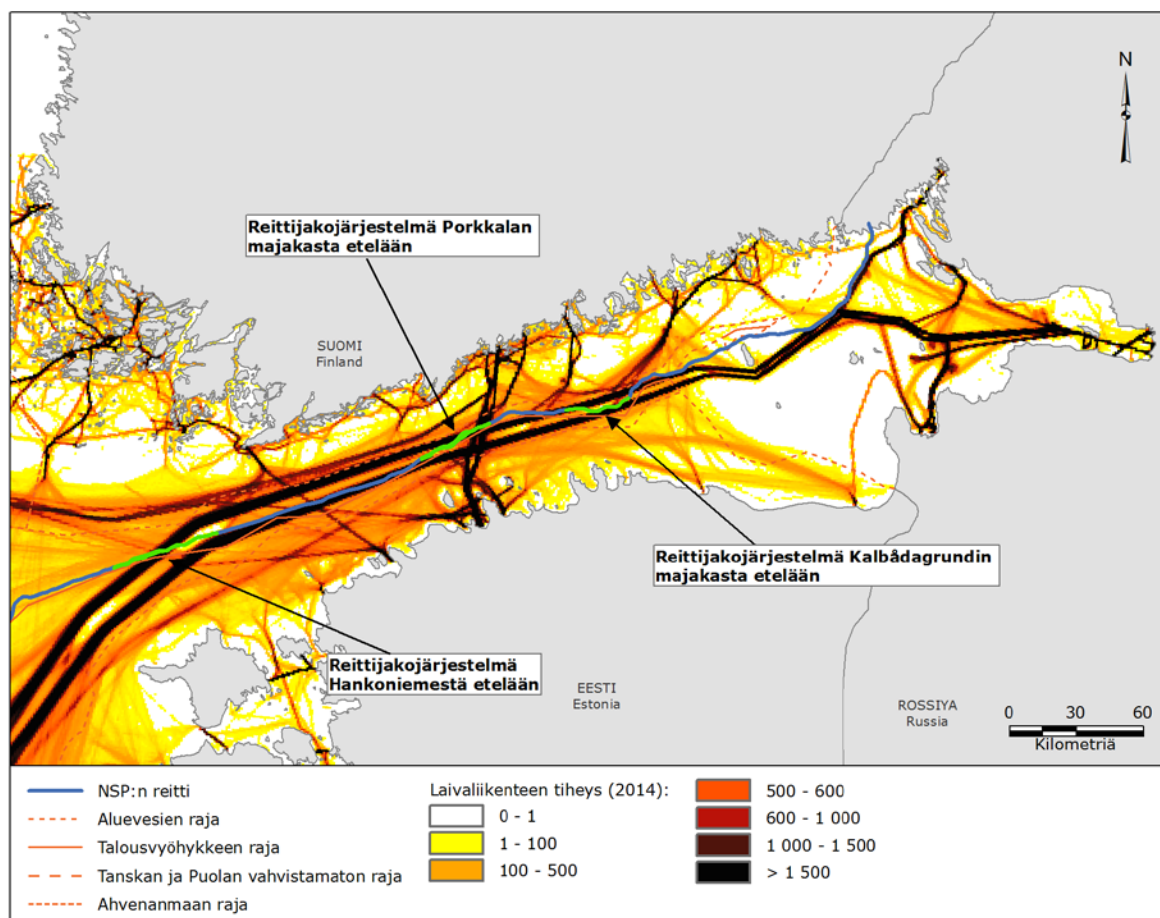 N
Reittijakojärjestelmä Porkkalan
majakasta etelään
SUOMI
Finland
Reittijakojärjestelmä Kalbådagrundin
majakasta etelään
Reittijakojärjestelmä
Hankoniemestä etelään
EESTI
Estonia
ROSSIYA
Russia
0 30 60
Kilometriä
NSP:n reitti
Aluevesien raja
Talousvyöhykkeen raja
Tanskan ja Puolan vahvistamaton raja
Ahvenanmaan raja
Laivaliikenteen tiheys (2014):
0 - 1
1 - 100
100 - 500
500 - 600
600 - 1 000
1 000 - 1 500
> 1 500